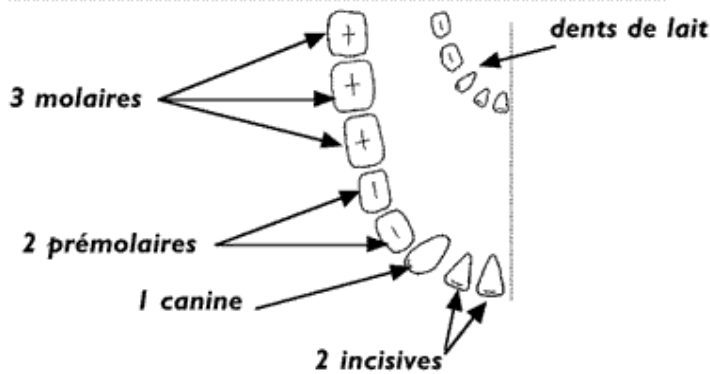 dents de lait
3 molaires
2 prémolaires
1 canine
2 incisives